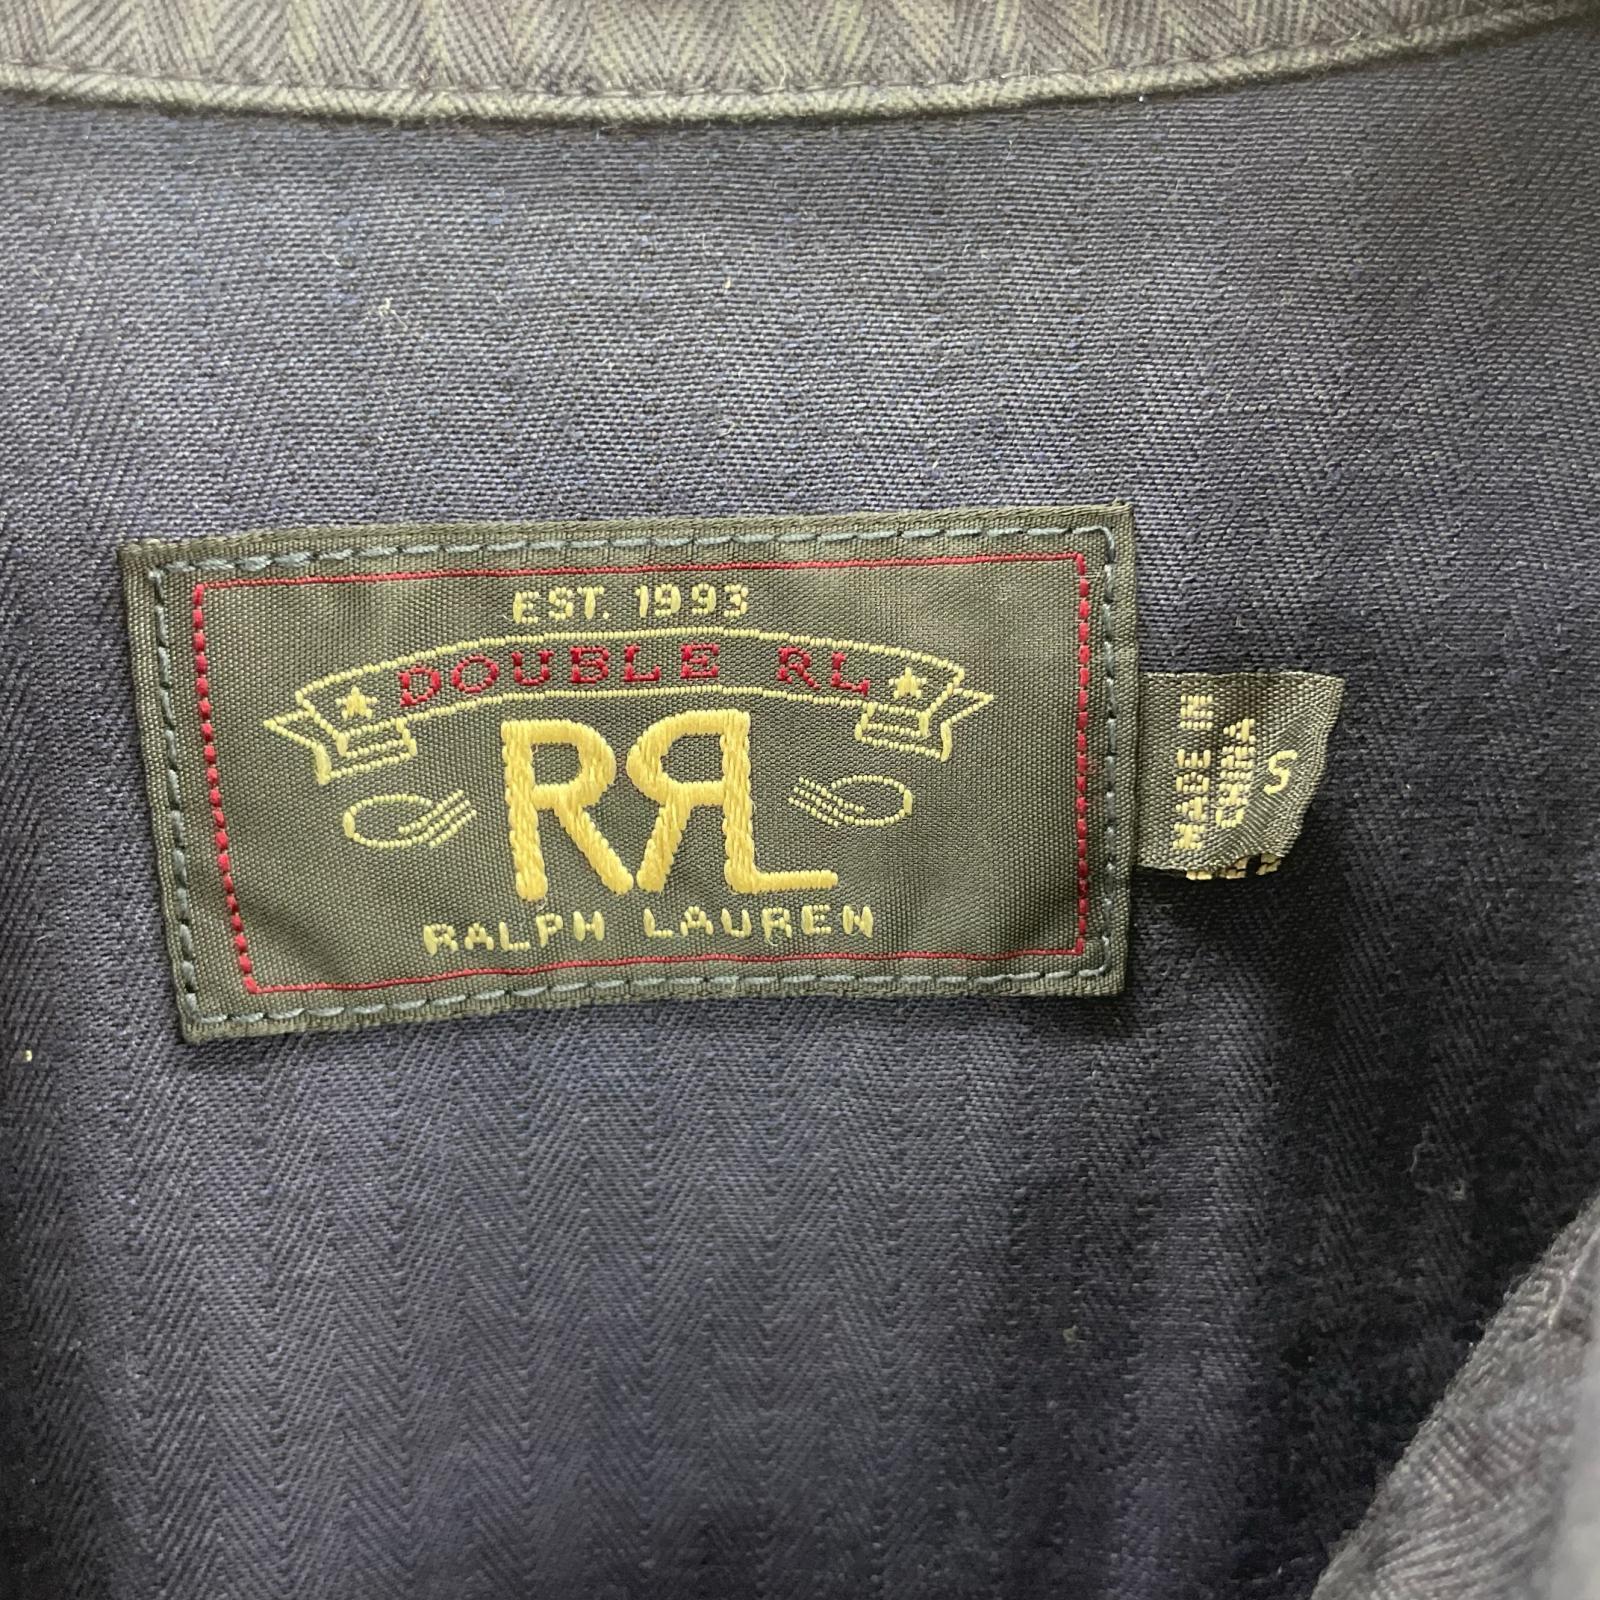 EST. 1993
DOUBLE RL
RRL
RALPH LAUREN
MADE IN
CHINA
S